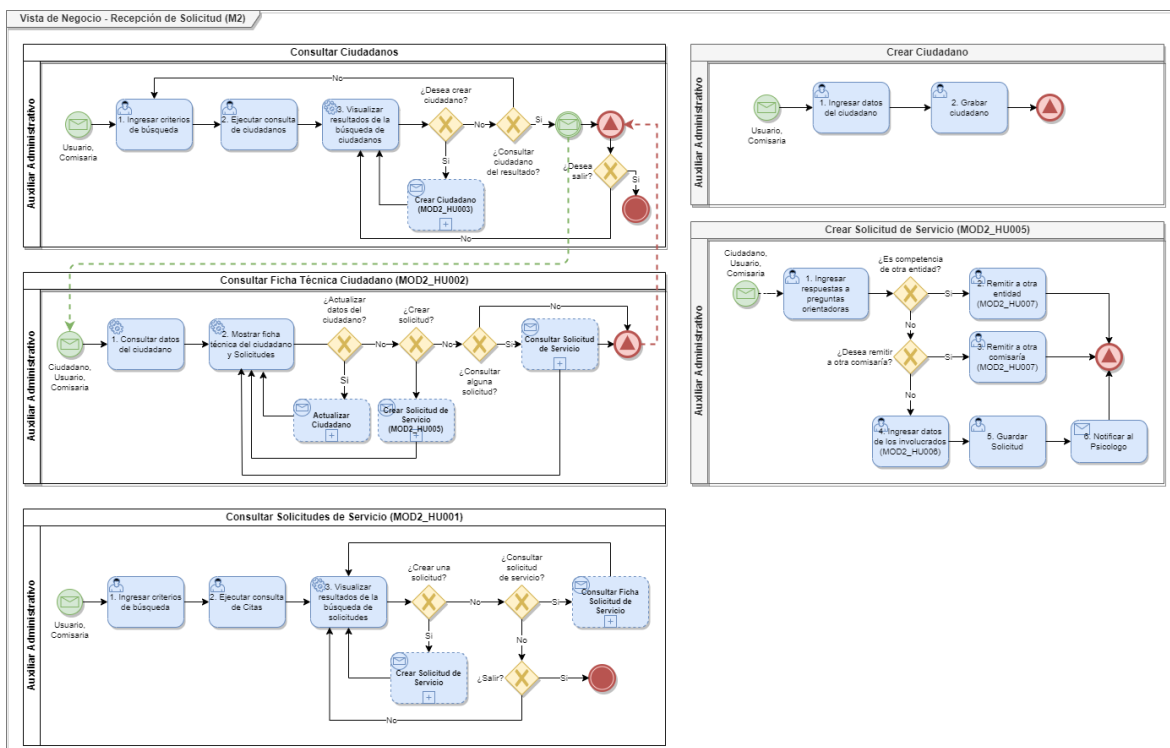 Vista de Negocio - Recepción de Solicitud (M2)
Consultar Ciudadanos
Auxiliar Administrativo
Usuario,
Comisaria
1. Ingresar criterios
de búsqueda
2. Ejecutar consulta
de ciudadanos
3. Visualizar
resultados de la
búsqueda de
ciudadanos
¿Desea crear
ciudadano?
No
No
Si
¿Consultar
ciudadano
del resultado?
Si
Crear Ciudadano
(MOD2_HU003)
¿Desea
salir?
Si
No
Crear Ciudadano
Auxiliar Administrativo
Usuario,
Comisaria
1. Ingresar datos
del ciudadano
2. Grabar
ciudadano
Consultar Ficha Técnica Ciudadano (MOD2_HU002)
Auxiliar Administrativo
Ciudadano,
Usuario,
Comisaria
1. Consultar datos
del ciudadano
2. Mostrar ficha
técnica del ciudadano
y Solicitudes
¿Actualizar
datos del
ciudadano?
No
Si
Actualizar
Ciudadano
¿Crear
solicitud?
No
Si
Crear Solicitud de
Servicio
(MOD2_HU005)
¿Consultar
alguna
solicitud?
No
Si
Consultar Solicitud
de Servicio
Crear Solicitud de Servicio (MOD2_HU005)
Auxiliar Administrativo
Ciudadano,
Usuario,
Comisaria
1. Ingresar
respuestas a
preguntas
orientadoras
¿Es competencia
de otra entidad?
Si
2. Remitir a otra
entidad
(MOD2_HU007)
No
¿Desea remitir
a otra comisaría?
Si
3. Remitir a otra
comisaría
(MOD2_HU007)
No
4. Ingresar datos
de los involucrados
(MOD2_HU006)
5. Guardar
Solicitud
6. Notificar al
Psicologo
Consultar Solicitudes de Servicio (MOD2_HU001)
Auxiliar Administrativo
Usuario,
Comisaria
1. Ingresar criterios
de búsqueda
2. Ejecutar consulta
de Citas
3. Visualizar
resultados de la
búsqueda de
solicitudes
¿Crear una
solicitud?
No
Si
Crear Solicitud de
Servicio
¿Consultar
solicitud
de servicio?
Si
Consultar Ficha
Solicitud de
Servicio
No
¿Salir?
Si
No